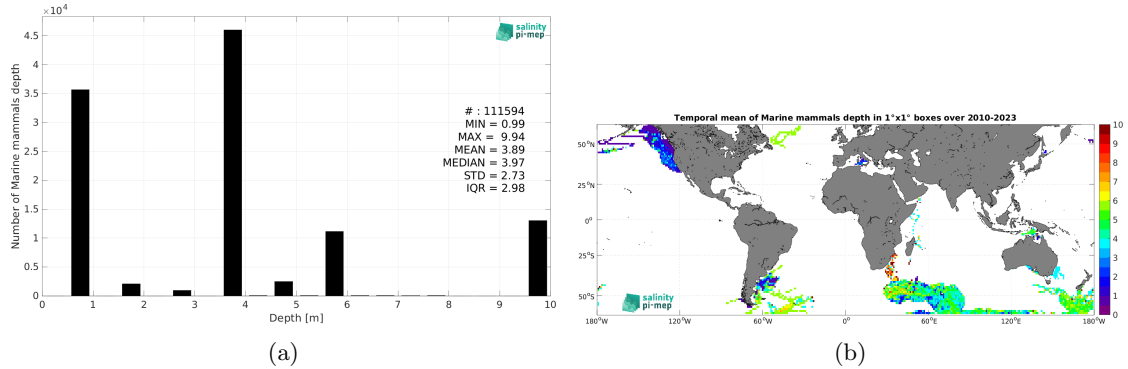 ×10⁴
4.5
4
3.5
3
2.5
2
1.5
1
0.5
0
Number of Marine mammals depth
salinity
pi-mep
# : 111594
MIN = 0.99
MAX = 9.94
MEAN = 3.89
MEDIAN = 3.97
STD = 2.73
IQR = 2.98
0 1 2 3 4 5 6 7 8 9 10
Depth [m]
(a)
Temporal mean of Marine mammals depth in 1°x1° boxes over 2010-2023
50°N
25°N
0°
25°S
50°S
180°W 120°W 60°W 0° 60°E 120°E 180°E
salinity
pi-mep
10
9
8
7
6
5
4
3
2
1
0
(b)